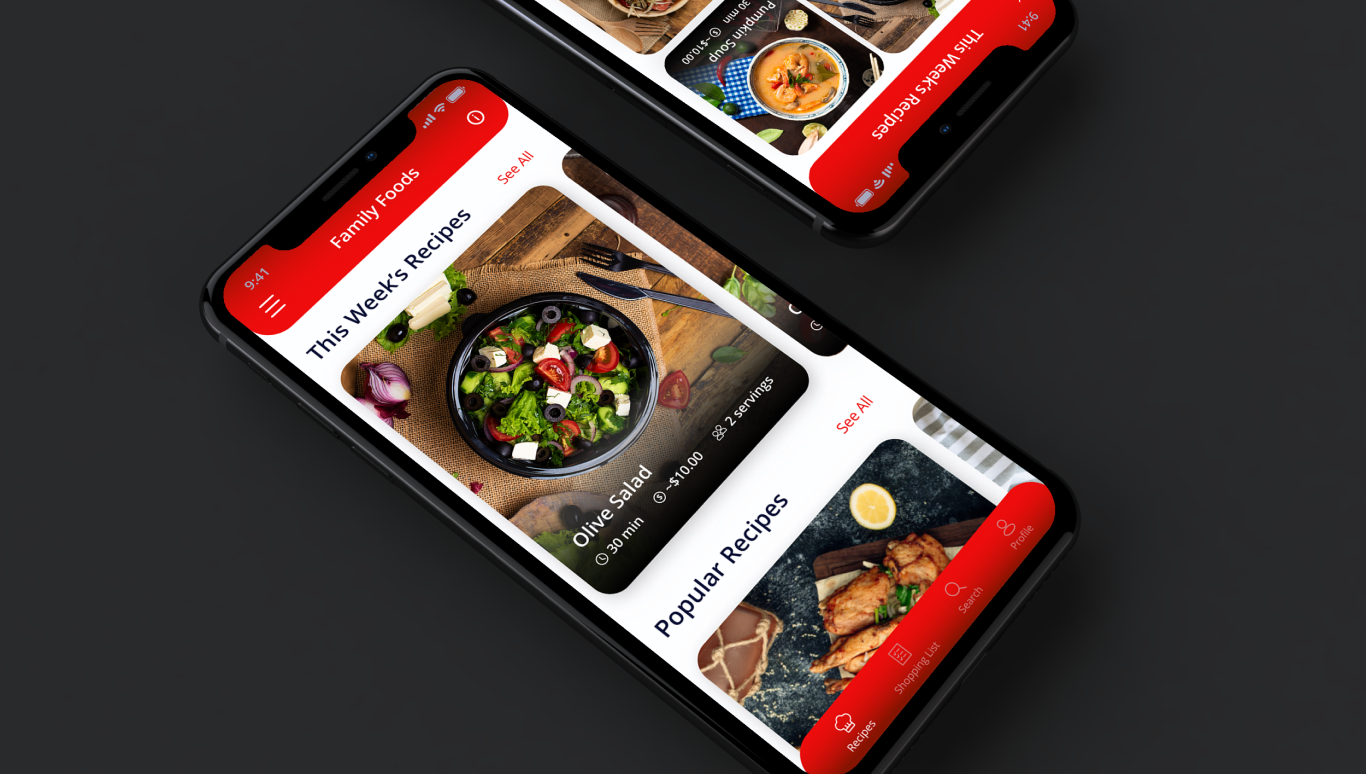 9:41
Family Foods
This Week's Recipes
See All
Olive Salad
30 min
~$10.00
2 servings
Popular Recipes
See All
Recipes
Shopping List
Search
Profile
9:41
This Week's Recipes
Pumpkin Soup
30 min
~$10.00